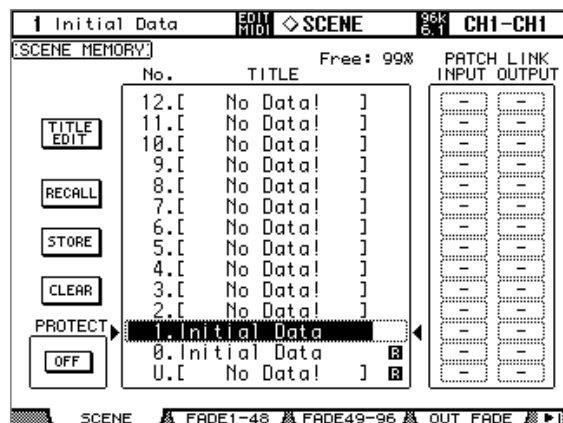 1 Initial Data EDIT MIDI ◇SCENE 96k 6.1 CH1-CH1
SCENE MEMORY
Free: 99% PATCH LINK
No. TITLE INPUT OUTPUT
12.[ No Data! ] - -
TITLE EDIT 11.[ No Data! ] - -
10.[ No Data! ] - -
9.[ No Data! ] - -
RECALL 8.[ No Data! ] - -
7.[ No Data! ] - -
6.[ No Data! ] - -
STORE 5.[ No Data! ] - -
4.[ No Data! ] - -
CLEAR 3.[ No Data! ] - -
2.[ No Data! ] - -
PROTECT 1.Initial Data - -
OFF 0.Initial Data R - -
U.[ No Data! ] R - -
SCENE FADE1-48 FADE49-96 OUT FADE